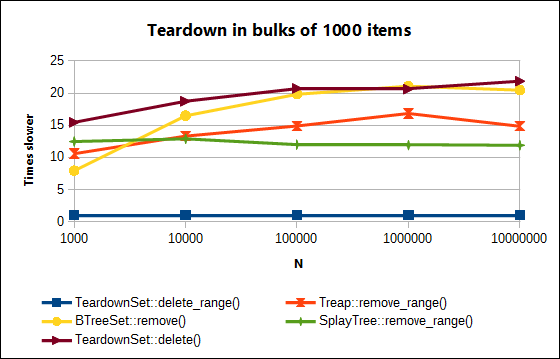 Teardown in bulks of 1000 items
25
20
15
10
5
0
Times slower
1000 10000 100000 1000000 10000000
N
TeardownSet::delete_range() Treap::remove_range()
BTreeSet::remove() SplayTree::remove_range()
TeardownSet::delete()